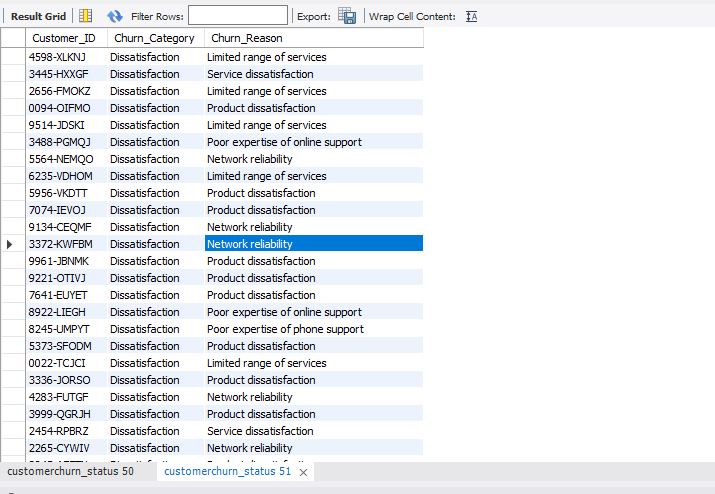 Result Grid Filter Rows: Export: Wrap Cell Content: IA
Customer_ID Churn_Category Churn_Reason
4598-XLKNJ Dissatisfaction Limited range of services
3445-HXXGF Dissatisfaction Service dissatisfaction
2656-FMOKZ Dissatisfaction Limited range of services
0094-OIFMO Dissatisfaction Product dissatisfaction
9514-JDSKI Dissatisfaction Limited range of services
3488-PGMQJ Dissatisfaction Poor expertise of online support
5564-NEMQO Dissatisfaction Network reliability
6235-VDHOM Dissatisfaction Limited range of services
5956-VKDTT Dissatisfaction Product dissatisfaction
7074-IEVOJ Dissatisfaction Product dissatisfaction
9134-CEQMF Dissatisfaction Network reliability
3372-KWFBM Dissatisfaction Network reliability
9961-JBNMK Dissatisfaction Product dissatisfaction
9221-OTIVJ Dissatisfaction Product dissatisfaction
7641-EUYET Dissatisfaction Product dissatisfaction
8922-LIEGH Dissatisfaction Poor expertise of online support
8245-UMPYT Dissatisfaction Poor expertise of phone support
5373-SFODM Dissatisfaction Product dissatisfaction
0022-TCJCI Dissatisfaction Limited range of services
3336-JORSO Dissatisfaction Product dissatisfaction
4283-FUTGF Dissatisfaction Network reliability
3999-QGRJH Dissatisfaction Product dissatisfaction
2454-RPBRZ Dissatisfaction Service dissatisfaction
2265-CYWIV Dissatisfaction Network reliability
customerchurn_status 50 customerchurn_status 51